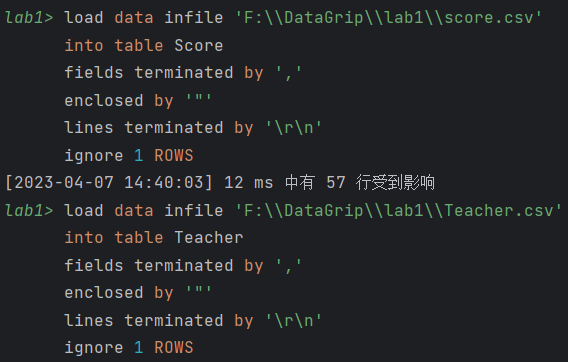 lab1> load data infile 'F:\\DataGrip\\lab1\\score.csv'
into table Score
fields terminated by ','
enclosed by '"'
lines terminated by '\r\n'
ignore 1 ROWS
[2023-04-07 14:40:03] 12 ms 中有 57 行受到影响
lab1> load data infile 'F:\\DataGrip\\lab1\\Teacher.csv'
into table Teacher
fields terminated by ','
enclosed by '"'
lines terminated by '\r\n'
ignore 1 ROWS